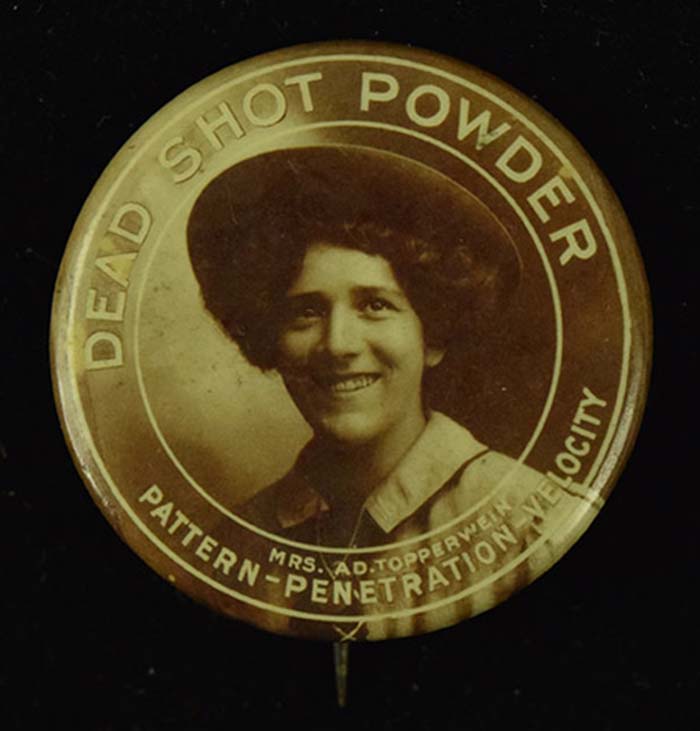 DEAD SHOT POWDER
MRS. AD. TOPPERWEIN
PATTERN-PENETRATION-VELOCITY